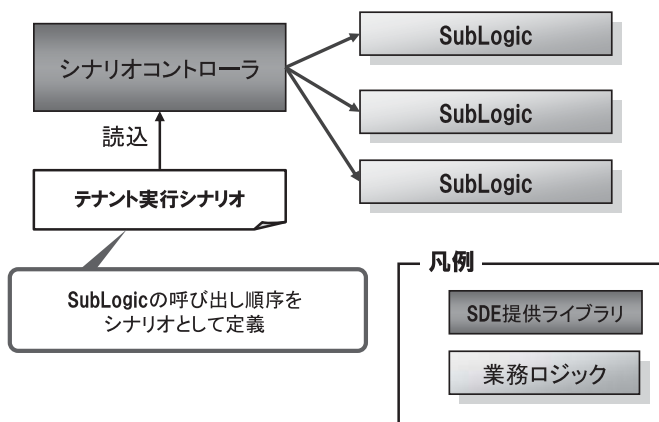 シナリオコントローラ
SubLogic
SubLogic
SubLogic
読込
テナント実行シナリオ
SubLogicの呼び出し順序を
シナリオとして定義
凡例
SDE提供ライブラリ
業務ロジック